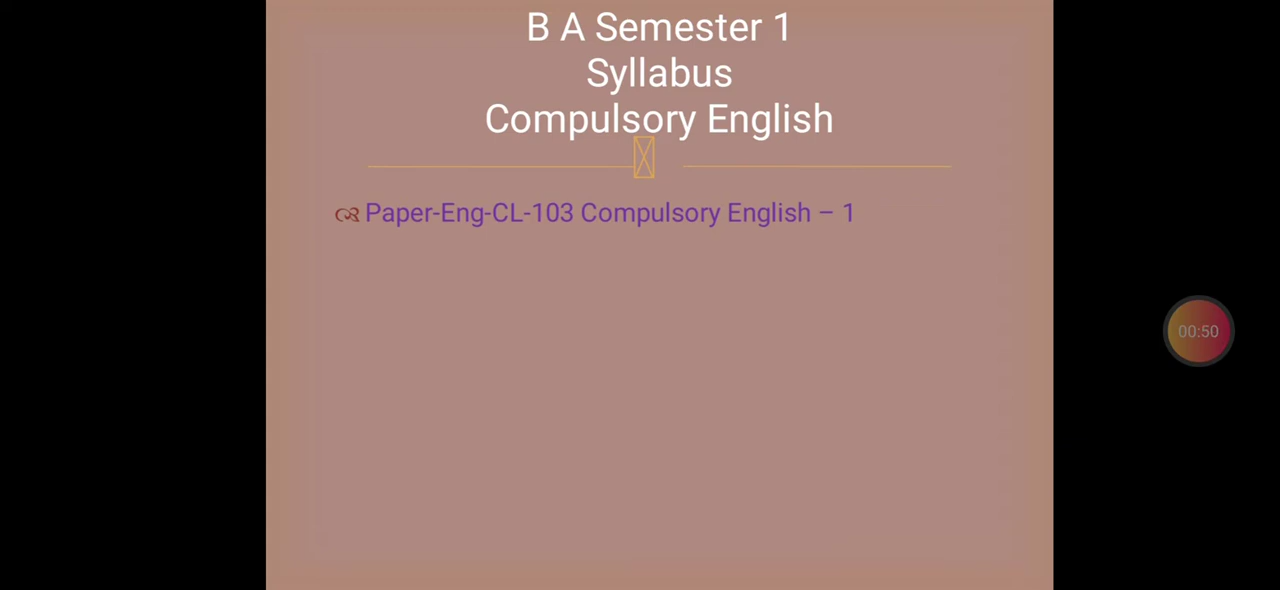 B A Semester 1
Syllabus
Compulsory English
Paper-Eng-CL-103 Compulsory English – 1
00:50